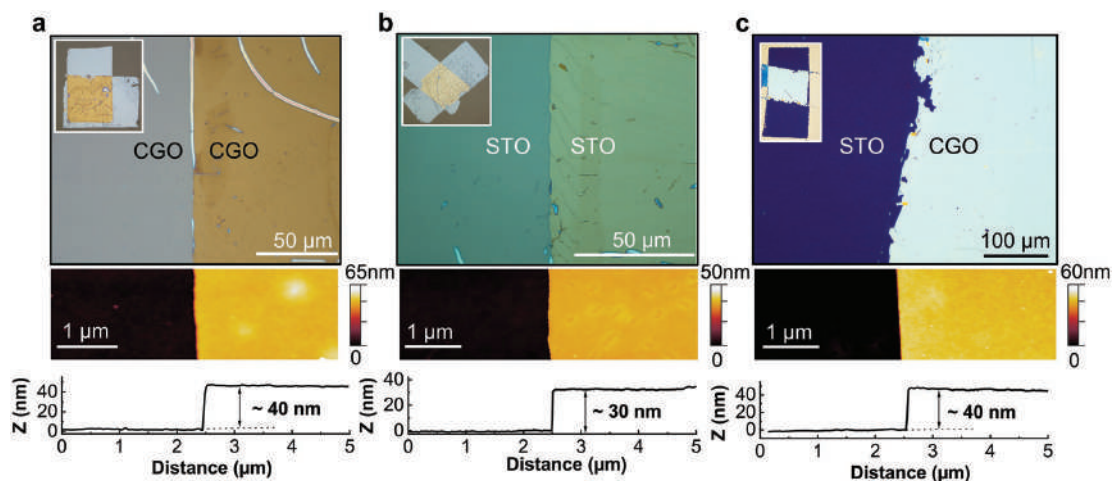 a
CGO CGO
50 µm
65nm
1 µm
0
Z (nm)
40
20
0
~ 40 nm
0 1 2 3 4 5
Distance (µm)
b
STO STO
50 µm
50nm
1 µm
0
Z (nm)
40
20
0
~ 30 nm
0 1 2 3 4 5
Distance (µm)
c
STO CGO
100 µm
60nm
1 µm
0
Z (nm)
60
40
20
0
~ 40 nm
0 1 2 3 4 5
Distance (µm)